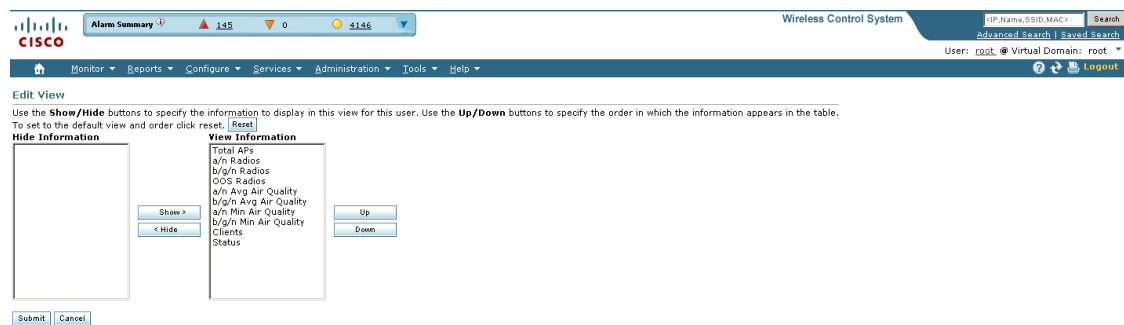 Wireless Control System
<IP,Name,SSID,MAC> Search
Alarm Summary 145 0 4146
Advanced Search | Saved Search
CISCO
User: root @ Virtual Domain: root
Monitor Reports Configure Services Administration Tools Help Logout
Edit View
Use the Show/Hide buttons to specify the information to display in this view for this user. Use the Up/Down buttons to specify the order in which the information appears in the table.
To set to the default view and order click reset. Reset
Hide Information View Information
Total APs
a/n Radios
b/g/n Radios
OOS Radios
a/n Avg Air Quality
b/g/n Avg Air Quality
a/n Min Air Quality
b/g/n Min Air Quality
Clients
Status
Show >
< Hide
Up
Down
Submit Cancel